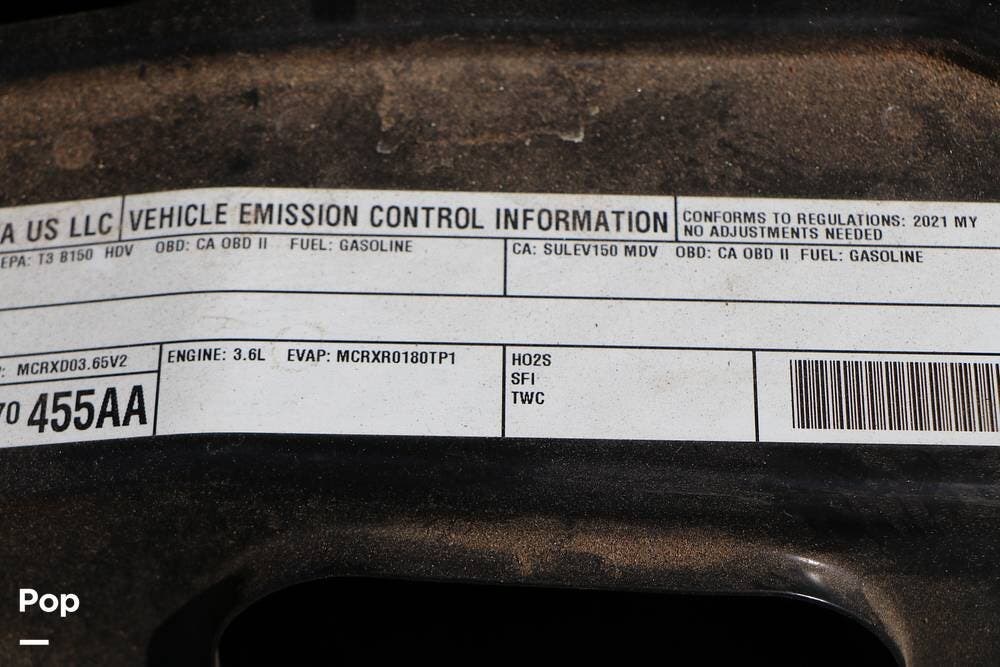 A US LLC
VEHICLE EMISSION CONTROL INFORMATION
CONFORMS TO REGULATIONS: 2021 MY
NO ADJUSTMENTS NEEDED
EPA: T3 B150 HDV OBD: CA OBD II FUEL: GASOLINE
CA: SULEV150 MDV OBD: CA OBD II FUEL: GASOLINE
: MCRXD03.65V2
70 455AA
ENGINE: 3.6L EVAP: MCRXR0180TP1
HO2S
SFI
TWC
Pop